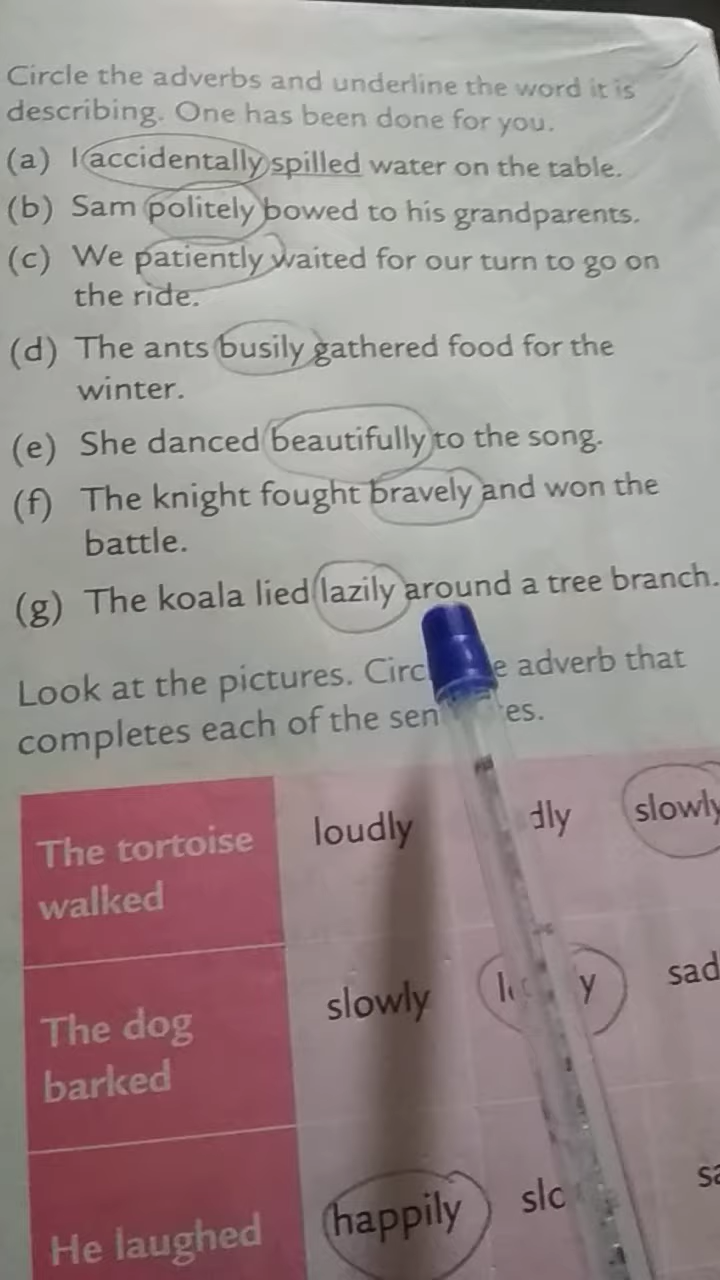 Circle the adverbs and underline the word it is
describing. One has been done for you.
(a) I accidentally spilled water on the table.
(b) Sam politely bowed to his grandparents.
(c) We patiently waited for our turn to go on
the ride.
(d) The ants busily gathered food for the
winter.
(e) She danced beautifully to the song.
(f) The knight fought bravely and won the
battle.
(g) The koala lied lazily around a tree branch.
Look at the pictures. adverb that
completes each of the
The tortoise
walked
loudly slowly
The dog
barked
slowly
He laughed
happily